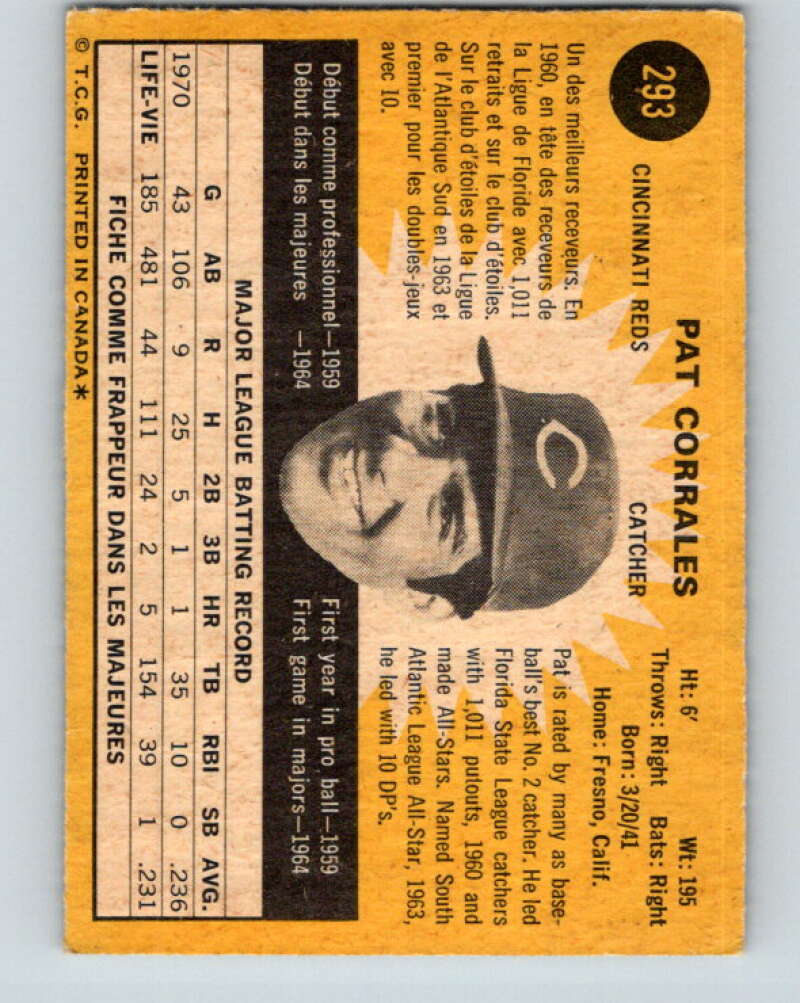 293
PAT CORRALES
CINCINNATI REDS
CATCHER
Ht: 6′ Wt: 195
Throws: Right Bats: Right
Born: 3/20/41
Home: Fresno, Calif.
Un des meilleurs receveurs. En
1960, en tête des receveurs de
la Ligue de Floride avec 1,011
retraits et sur le club d'étoiles.
Sur le club d'étoiles de la Ligue
de l'Atlantique Sud en 1963 et
premier pour les doubles-jeux
avec 10.
Pat is rated by many as base-
ball's best No. 2 catcher. He led
Florida State League catchers
with 1,011 putouts, 1960 and
made All-Stars. Named South
Atlantic League All-Star, 1963,
he led with 10 DP's.
Début comme professionnel—1959
Début dans les majeures —1964
First year in pro ball—1959
First game in majors—1964
MAJOR LEAGUE BATTING RECORD
G AB R H 2B 3B HR TB RBI SB AVG.
1970 43 106 9 25 5 1 1 35 10 0 .236
LIFE-VIE 185 481 44 111 24 2 5 154 39 1 .231
FICHE COMME FRAPPEUR DANS LES MAJEURES
© T.C.G. PRINTED IN CANADA*